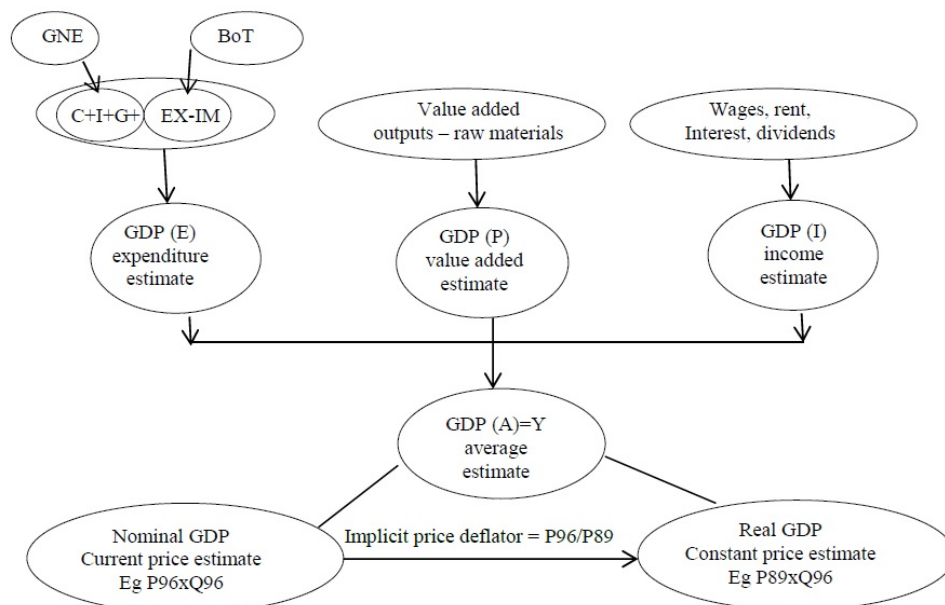 GNE
BoT
C+I+G+
EX-IM
Value added
outputs – raw materials
Wages, rent,
Interest, dividends
GDP (E)
expenditure
estimate
GDP (P)
value added
estimate
GDP (I)
income
estimate
GDP (A)=Y
average
estimate
Nominal GDP
Current price estimate
Eg P96xQ96
Implicit price deflator = P96/P89
Real GDP
Constant price estimate
Eg P89xQ96